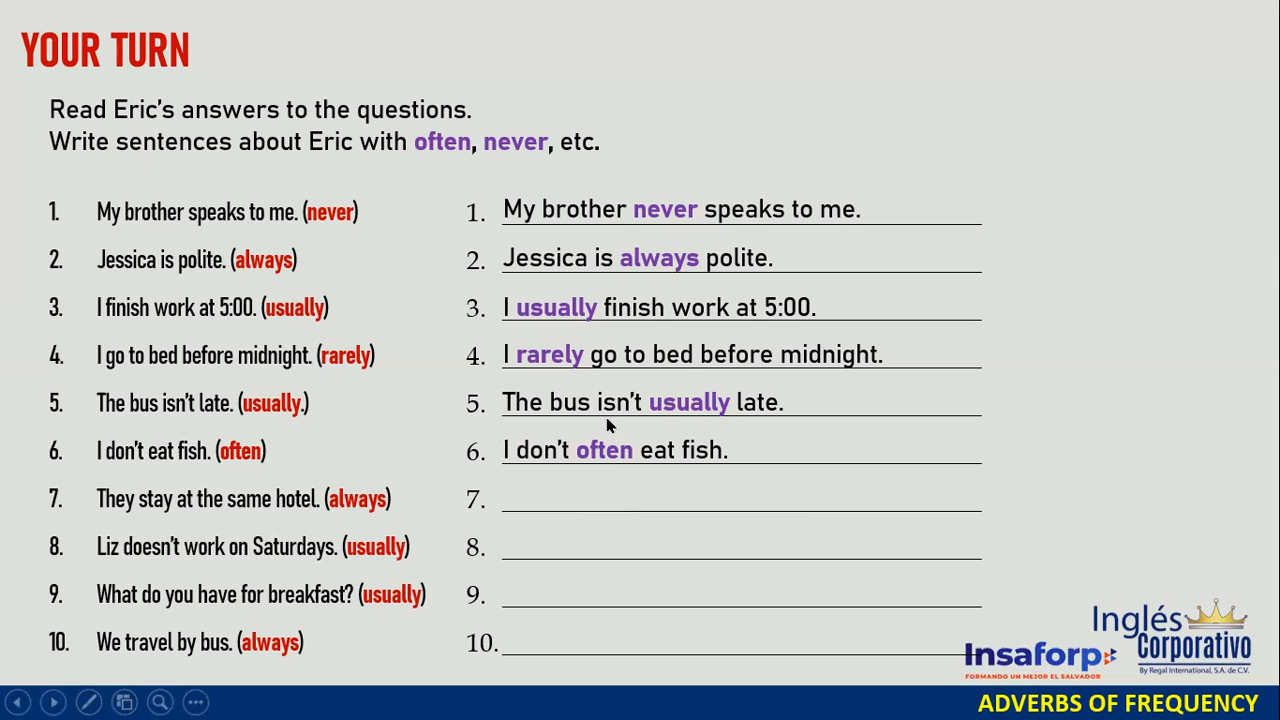 YOUR TURN
Read Eric's answers to the questions.
Write sentences about Eric with often, never, etc.
1. My brother speaks to me. (never)
1. My brother never speaks to me.
2. Jessica is polite. (always)
2. Jessica is always polite.
3. I finish work at 5:00. (usually)
3. I usually finish work at 5:00.
4. I go to bed before midnight. (rarely)
4. I rarely go to bed before midnight.
5. The bus isn't late. (usually.)
5. The bus isn't usually late.
6. I don't eat fish. (often)
6. I don't often eat fish.
7. They stay at the same hotel. (always)
7.
8. Liz doesn't work on Saturdays. (usually)
8.
9. What do you have for breakfast? (usually)
9.
10. We travel by bus. (always)
10.
Inglés
Corporativo
By Regal International, S.A. de C.V.
Insaforp
FORMANDO UN MEJOR EL SALVADOR
ADVERBS OF FREQUENCY